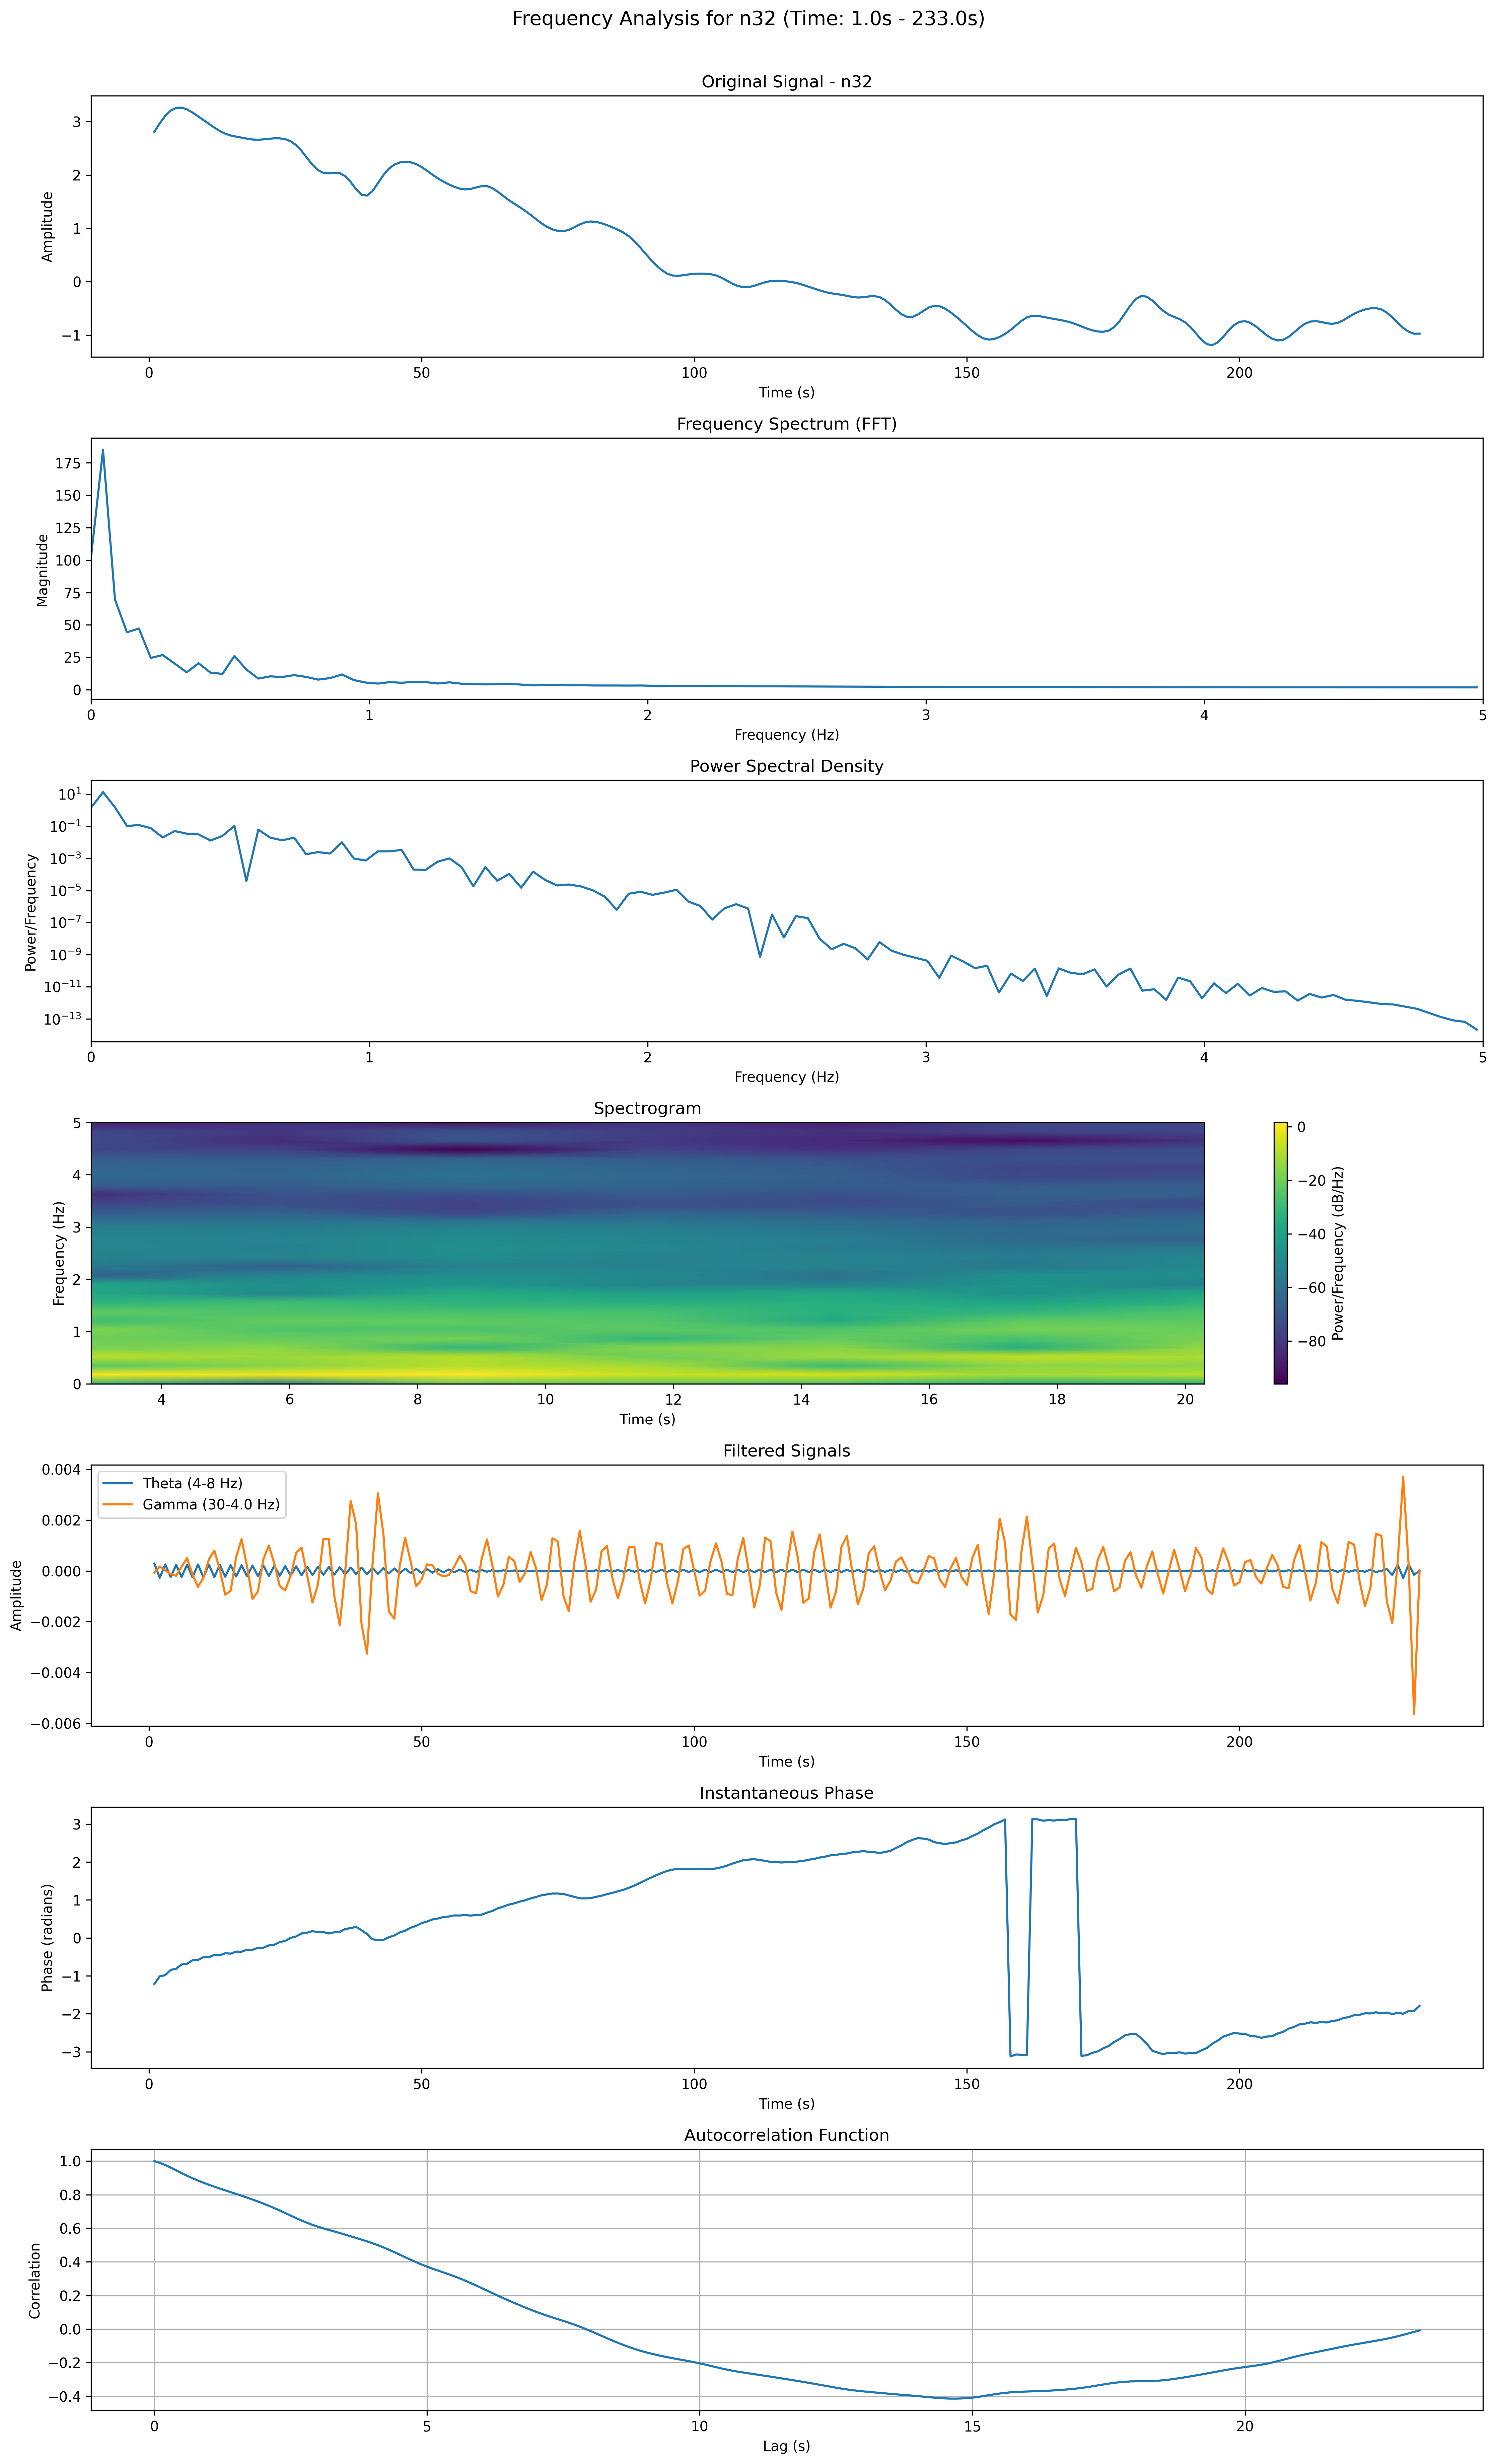 Frequency Analysis for n32 (Time: 1.0s - 233.0s)
Original Signal - n32
Amplitude
3
2
1
0
−1
0 50 100 150 200
Time (s)
Frequency Spectrum (FFT)
Magnitude
175
150
125
100
75
50
25
0
0 1 2 3 4 5
Frequency (Hz)
Power Spectral Density
Power/Frequency
10¹
10⁻¹
10⁻³
10⁻⁵
10⁻⁷
10⁻⁹
10⁻¹¹
10⁻¹³
0 1 2 3 4 5
Frequency (Hz)
Spectrogram
Frequency (Hz)
5
4
3
2
1
0
4 6 8 10 12 14 16 18 20
Time (s)
0
−20
−40
−60
−80
Power/Frequency (dB/Hz)
Filtered Signals
Theta (4-8 Hz)
Gamma (30-4.0 Hz)
Amplitude
0.004
0.002
0.000
−0.002
−0.004
−0.006
0 50 100 150 200
Time (s)
Instantaneous Phase
Phase (radians)
3
2
1
0
−1
−2
−3
0 50 100 150 200
Time (s)
Autocorrelation Function
Correlation
1.0
0.8
0.6
0.4
0.2
0.0
−0.2
−0.4
0 5 10 15 20
Lag (s)